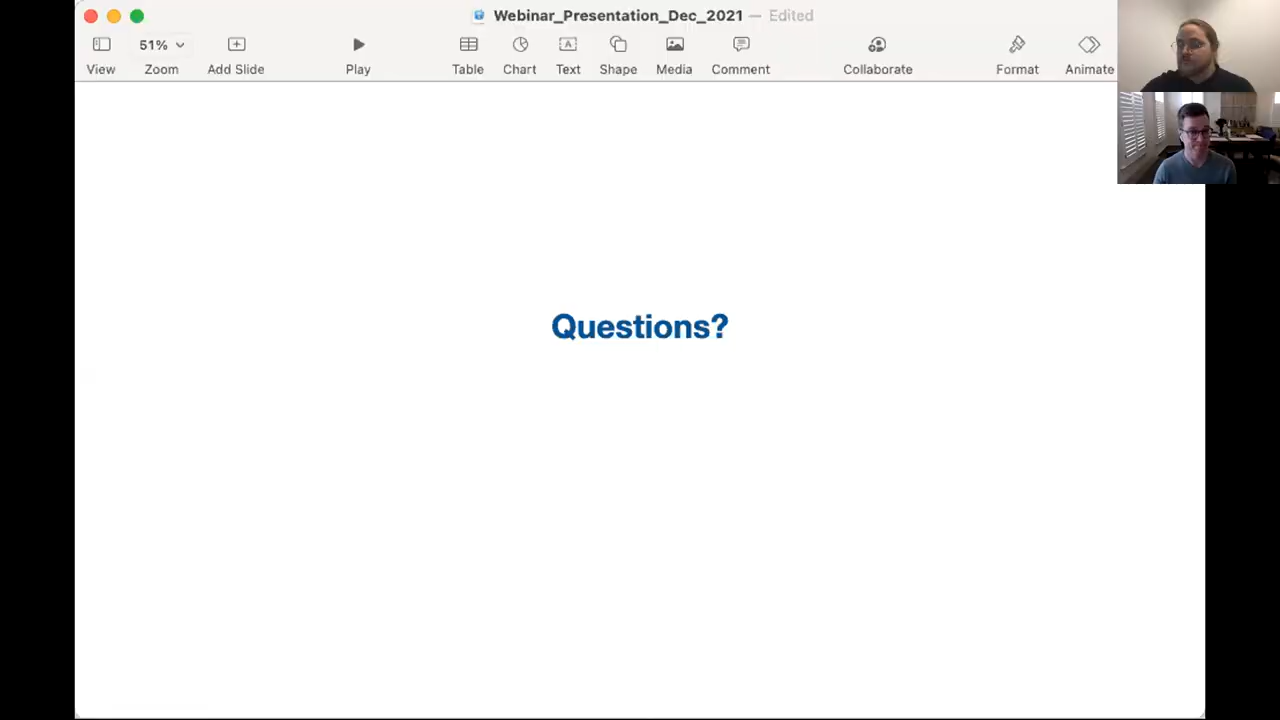 Webinar_Presentation_Dec_2021 — Edited
51%
View Zoom Add Slide Play Table Chart Text Shape Media Comment Collaborate Format Animate
Questions?